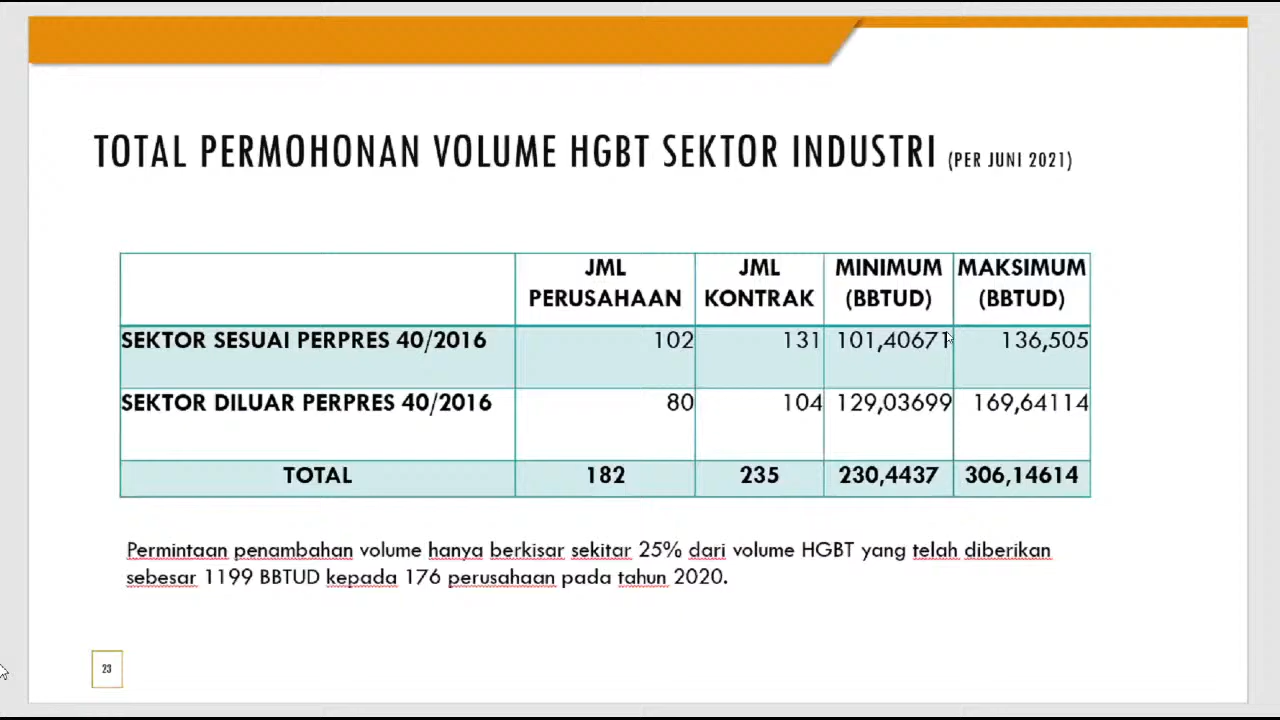 TOTAL PERMOHONAN VOLUME HGBT SEKTOR INDUSTRI (PER JUNI 2021)
JML PERUSAHAAN JML KONTRAK MINIMUM (BBTUD) MAKSIMUM (BBTUD)
SEKTOR SESUAI PERPRES 40/2016 102 131 101,40671 136,505
SEKTOR DILUAR PERPRES 40/2016 80 104 129,03699 169,64114
TOTAL 182 235 230,4437 306,14614
Permintaan penambahan volume hanya berkisar sekitar 25% dari volume HGBT yang telah diberikan
sebesar 1199 BBTUD kepada 176 perusahaan pada tahun 2020.
23